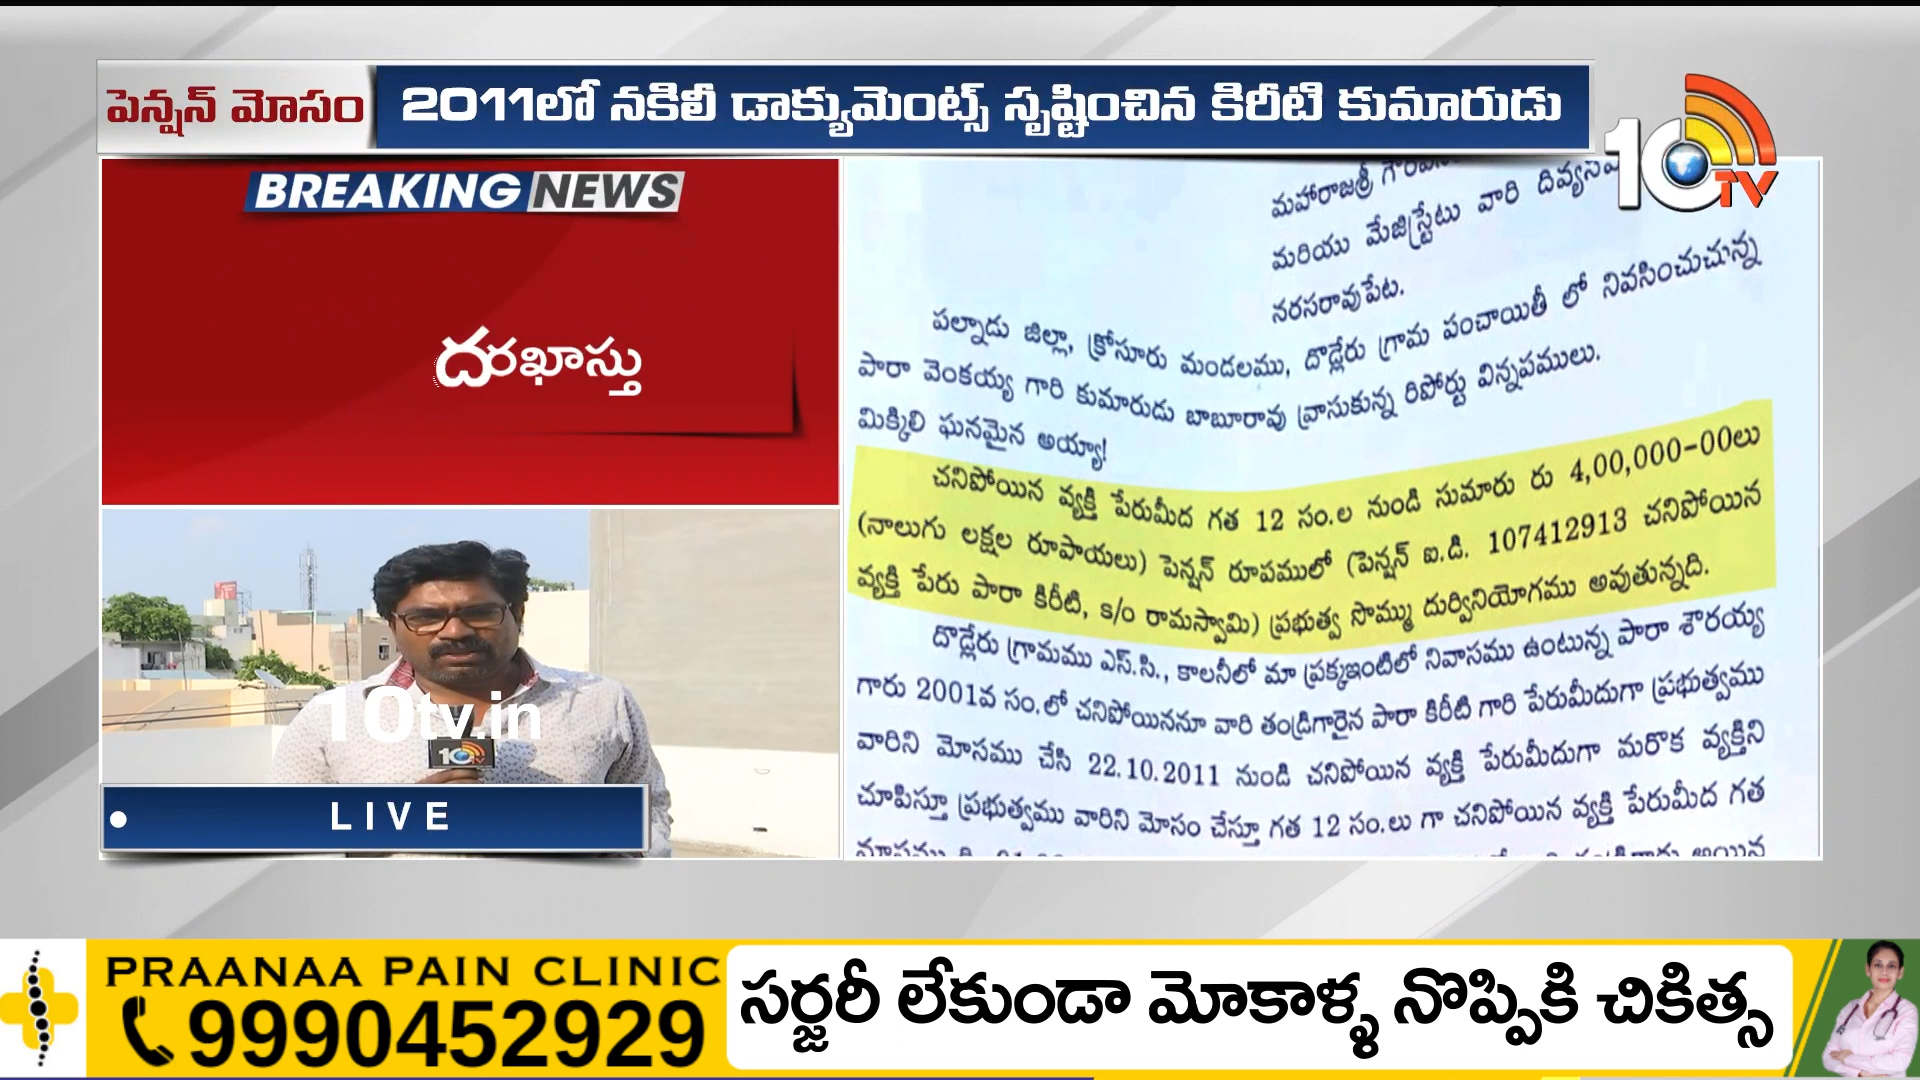 పెన్షన్ మోసం
2011లో నకిలీ డాక్యుమెంట్స్ సృష్టించిన కిరీటి కుమారుడు
10TV
BREAKING NEWS
దరఖాస్తు
మహారాజశ్రీ
మరియు మేజిస్ట్రేటు వారి
నరసరావుపేట.
పల్నాడు జిల్లా, క్రోసూరు మండలము, దొడ్లేరు గ్రామ పంచాయితీ లో నివసించుచున్న
పారా వెంకయ్య గారి కుమారుడు బాబూరావు వ్రాసుకున్న రిపోర్టు విన్నపములు.
మిక్కిలి ఘనమైన అయ్యా!
చనిపోయిన వ్యక్తి పేరుమీద గత 12 సం.ల నుండి సుమారు రు 4,00,000-00లు
(నాలుగు లక్షల రూపాయలు) పెన్షన్ రూపములో (పెన్షన్ ఐ.డి. 107412913 చనిపోయిన
వ్యక్తి పేరు పారా కిరీటి, s/o రామస్వామి) ప్రభుత్వ సొమ్ము దుర్వినియోగము అవుతున్నది.
దొడ్లేరు గ్రామము ఎస్.సి., కాలనీలో మా ప్రక్కఇంటిలో నివాసము ఉంటున్న పారా శౌరయ్య
గారు 2001వ సం.లో చనిపోయిననూ వారి తండ్రిగారైన పారా కిరీటి గారి పేరుమీదుగా ప్రభుత్వము
వారిని మోసము చేసి 22.10.2011 నుండి చనిపోయిన వ్యక్తి పేరుమీదుగా మరొక వ్యక్తిని
చూపిస్తూ ప్రభుత్వము వారిని మోసం చేస్తూ గత 12 సం.లు గా చనిపోయిన వ్యక్తి పేరుమీద గత
10tv.in
10TV
LIVE
PRAANAA PAIN CLINIC
9990452929
సర్జరీ లేకుండా మోకాళ్ళ నొప్పికి చికిత్స